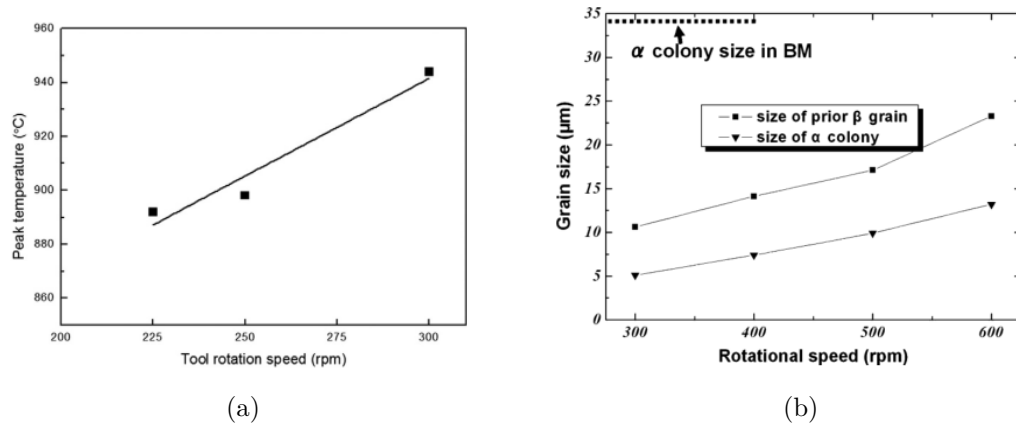 960
940
920
900
880
860
Peak temperature (°C)
200
225
250
275
300
Tool rotation speed (rpm)
(a)
35
30
25
20
15
10
5
0
Grain size (μm)
α colony size in BM
size of prior β grain
size of α colony
300
400
500
600
Rotational speed (rpm)
(b)